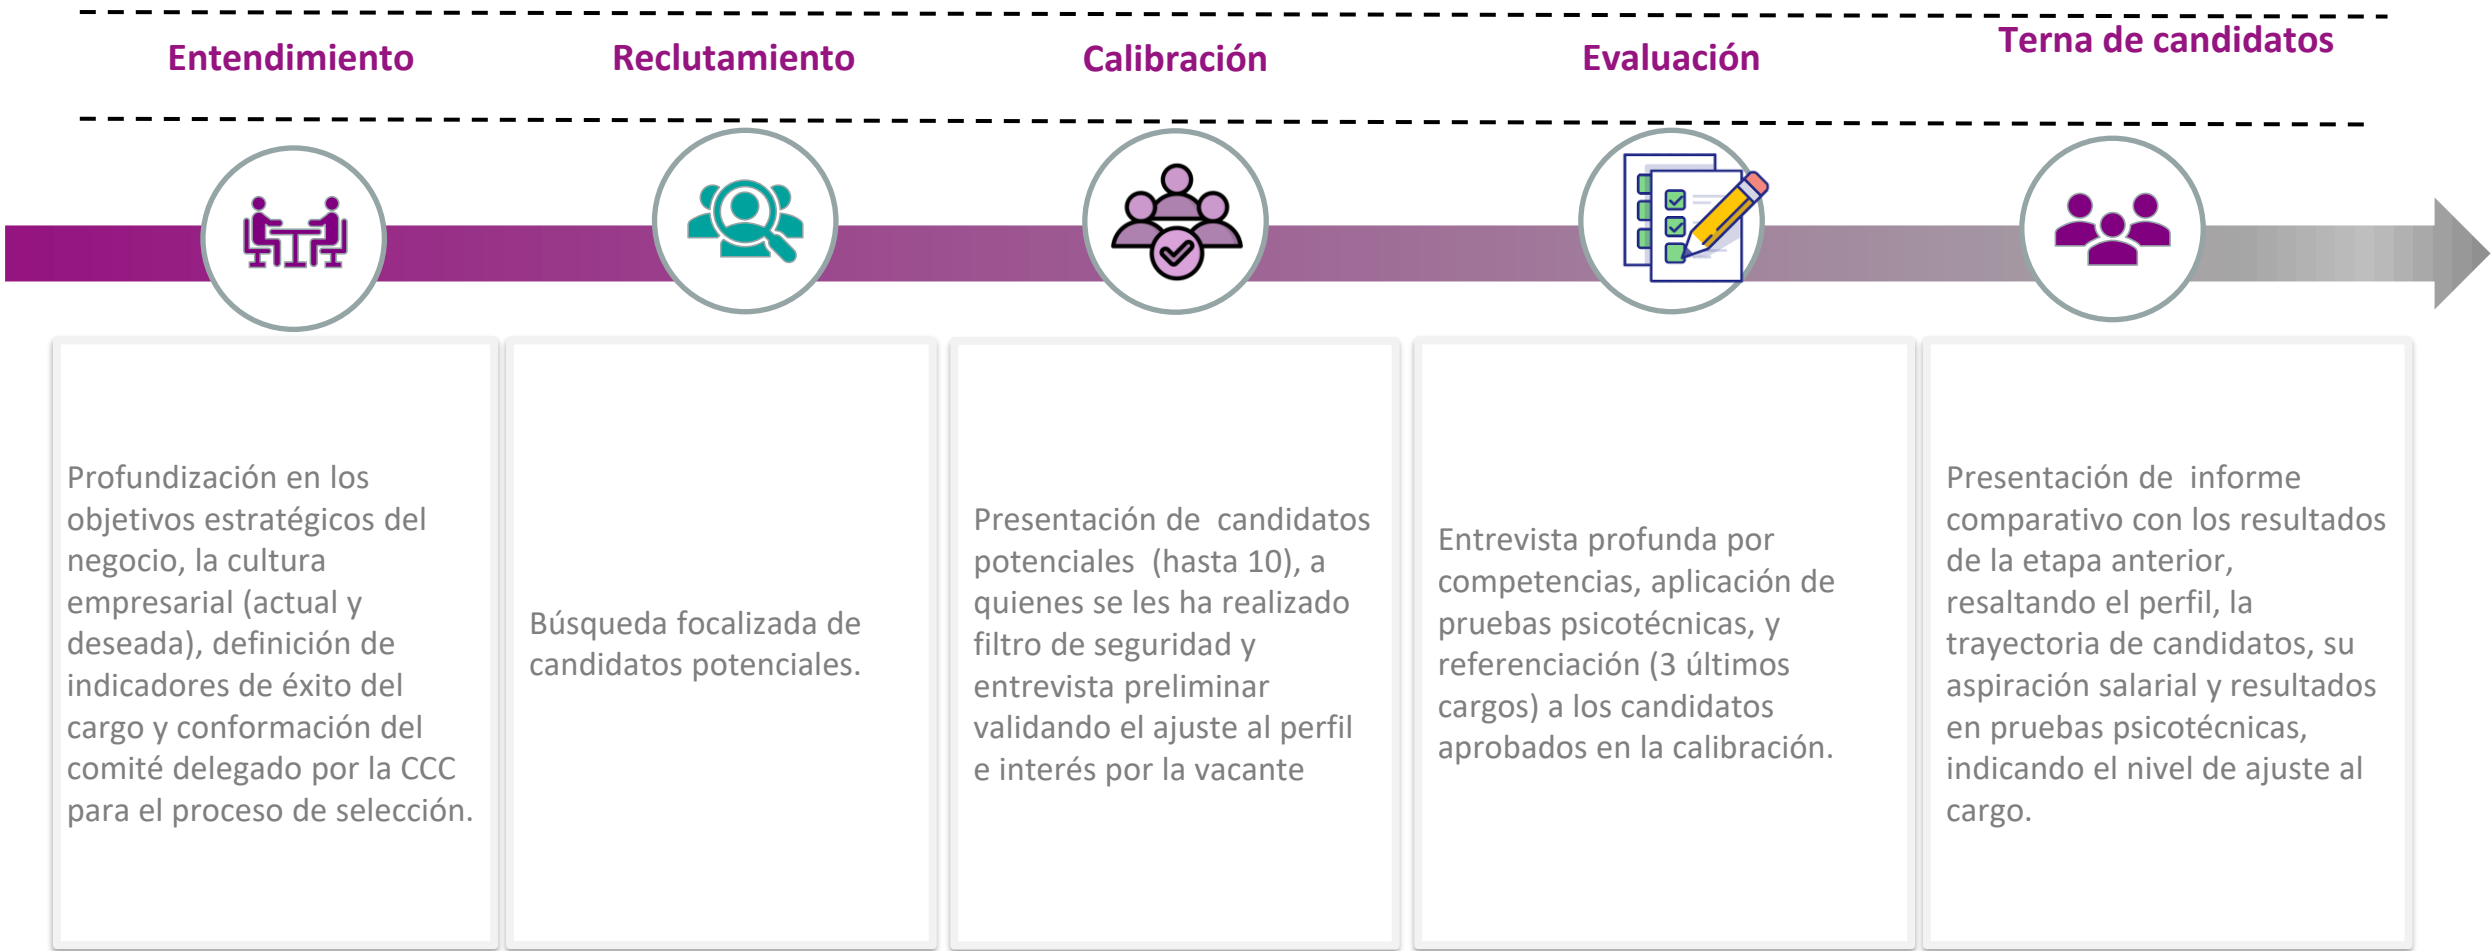 Entendimiento
Reclutamiento
Calibración
Evaluación
Terna de candidatos
Profundización en los
objetivos estratégicos del
negocio, la cultura
empresarial (actual y
deseada), definición de
indicadores de éxito del
cargo y conformación del
comité delegado por la CCC
para el proceso de selección.
Búsqueda focalizada de
candidatos potenciales.
Presentación de  candidatos
potenciales  (hasta 10), a
quienes se les ha realizado
filtro de seguridad y
entrevista preliminar
validando el ajuste al perfil
e interés por la vacante
Entrevista profunda por
competencias, aplicación de
pruebas psicotécnicas, y
referenciación (3 últimos
cargos) a los candidatos
aprobados en la calibración.
Presentación de  informe
comparativo con los resultados
de la etapa anterior,
resaltando el perfil, la
trayectoria de candidatos, su
aspiración salarial y resultados
en pruebas psicotécnicas,
indicando el nivel de ajuste al
cargo.